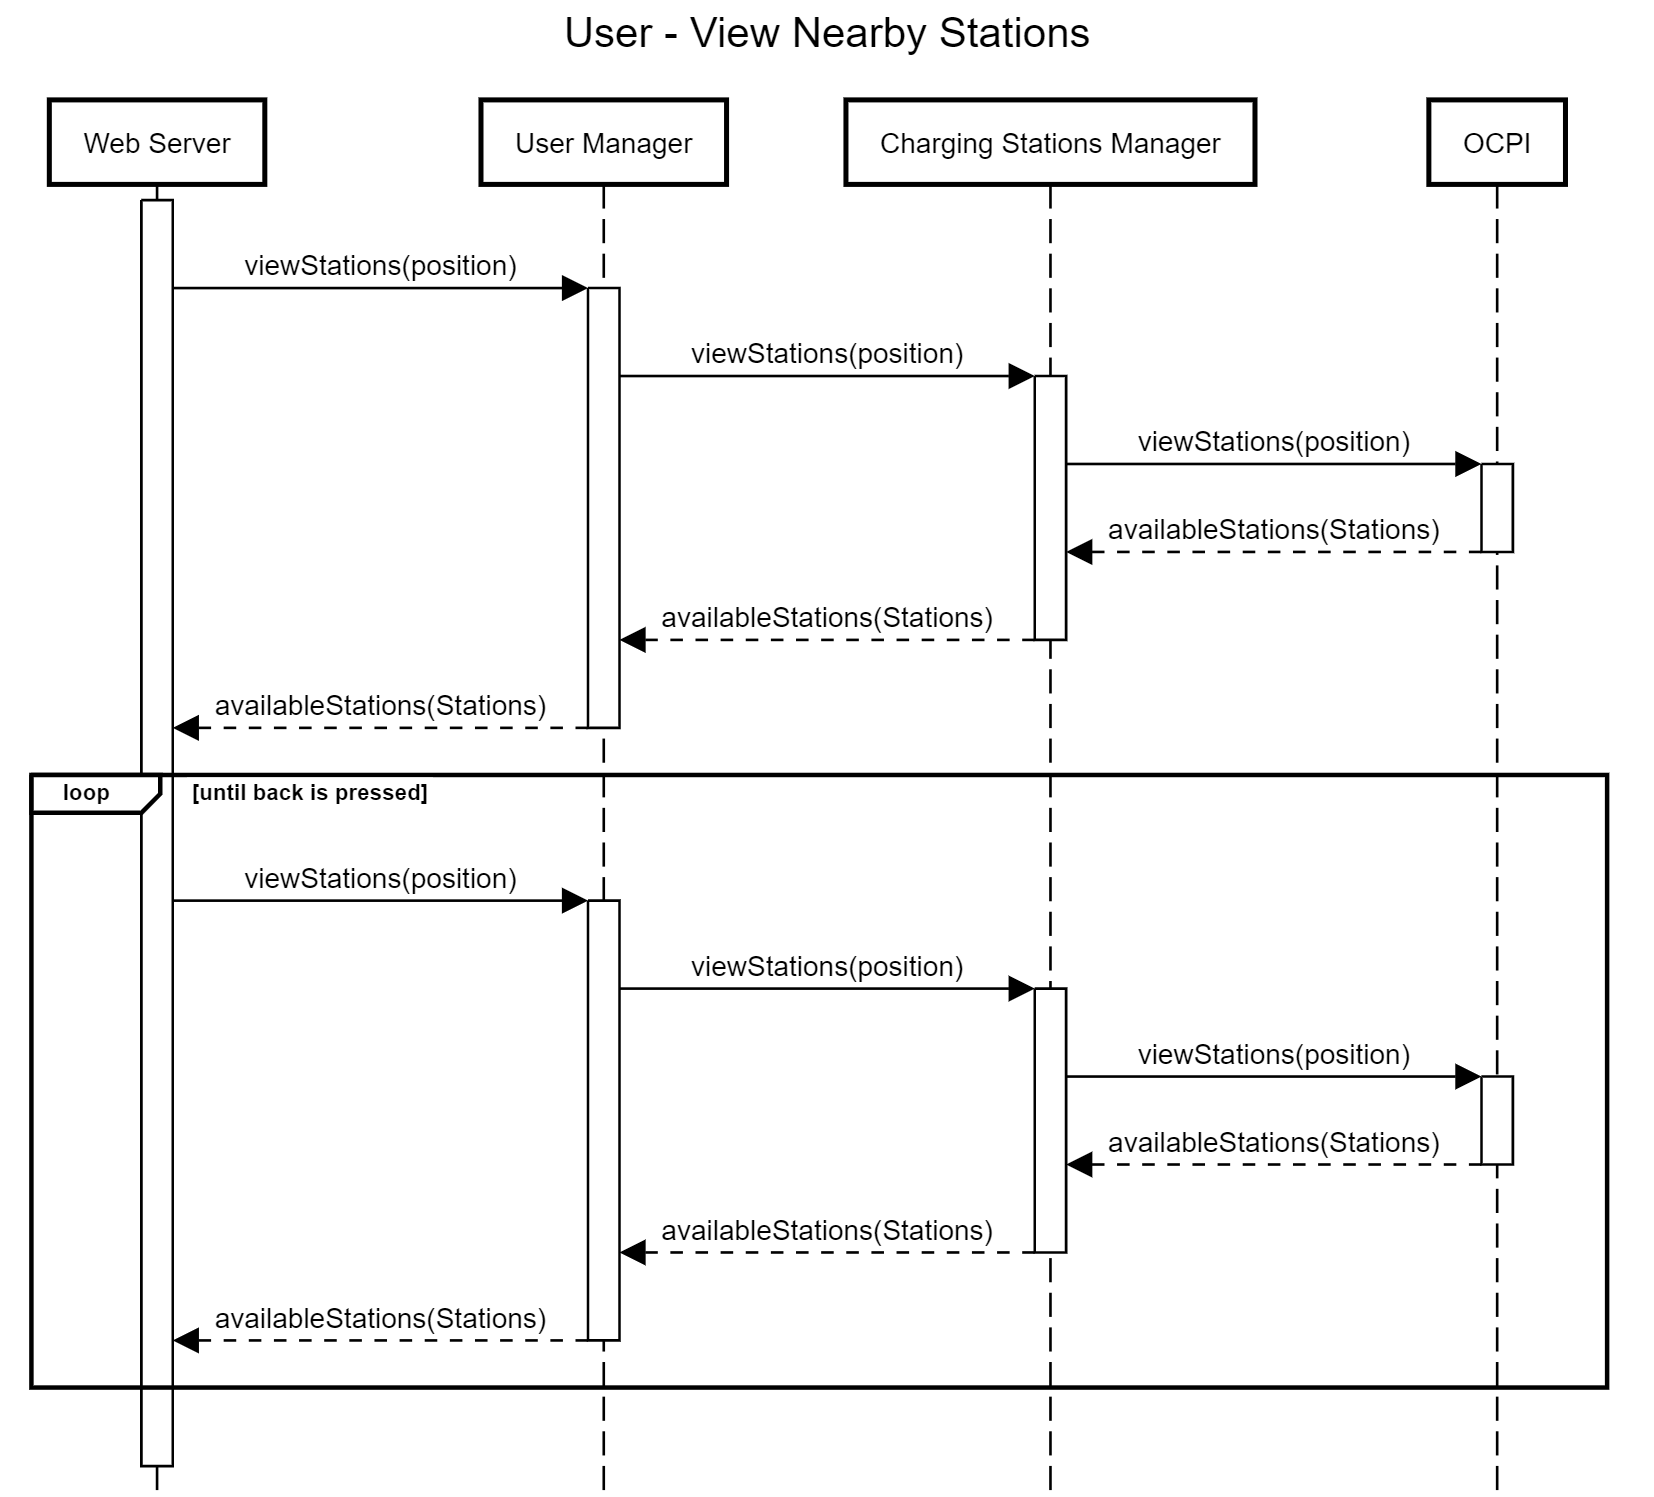 User - View Nearby Stations
Web Server
User Manager
Charging Stations Manager
OCPI
viewStations(position)
viewStations(position)
viewStations(position)
availableStations(Stations)
availableStations(Stations)
availableStations(Stations)
loop
[until back is pressed]
viewStations(position)
viewStations(position)
viewStations(position)
availableStations(Stations)
availableStations(Stations)
availableStations(Stations)